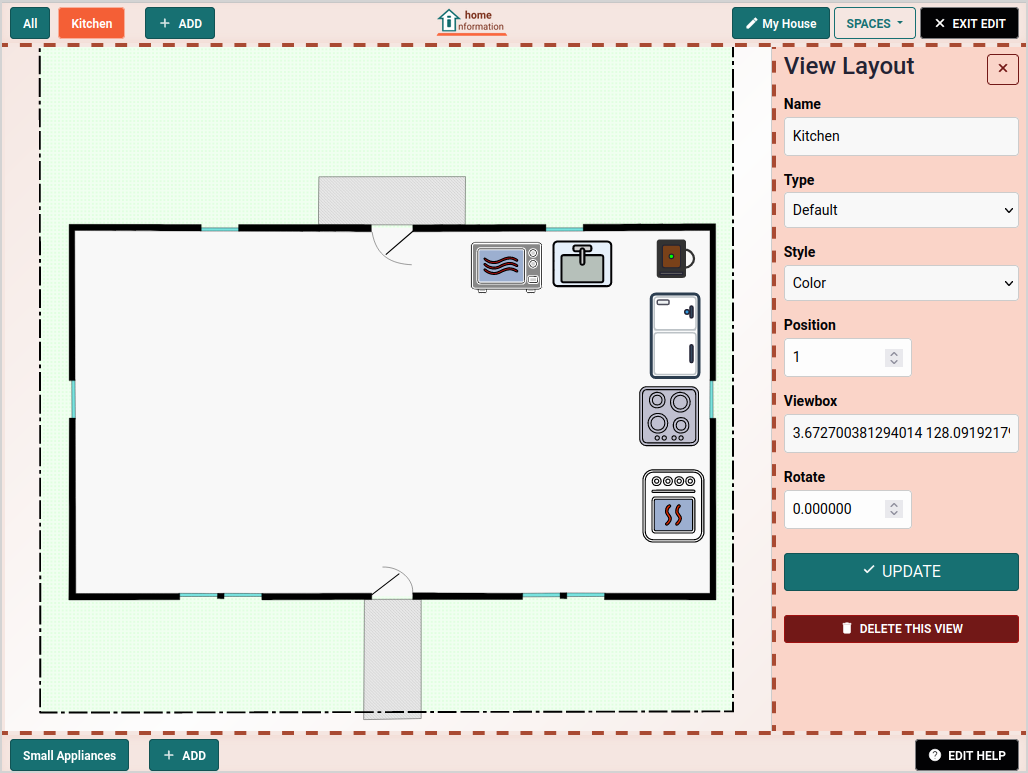 All
Kitchen
+ ADD
home
information
My House
SPACES
EXIT EDIT
View Layout
Name
Kitchen
Type
Default
Style
Color
Position
1
Viewbox
3.672700381294014 128.0919217
Rotate
0.000000
UPDATE
DELETE THIS VIEW
Small Appliances
+ ADD
EDIT HELP